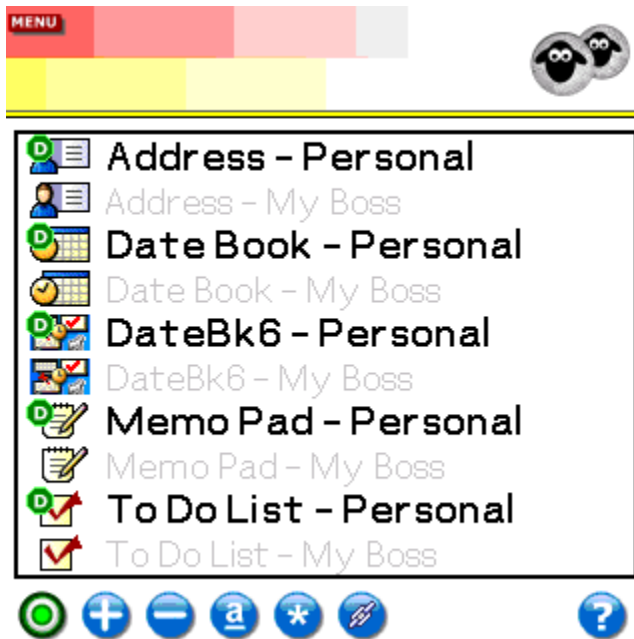 MENU
D Address - Personal
Address - My Boss
D Date Book - Personal
Date Book - My Boss
D DateBk6 - Personal
DateBk6 - My Boss
D Memo Pad - Personal
Memo Pad - My Boss
D To Do List - Personal
To Do List - My Boss
+ - a * ?